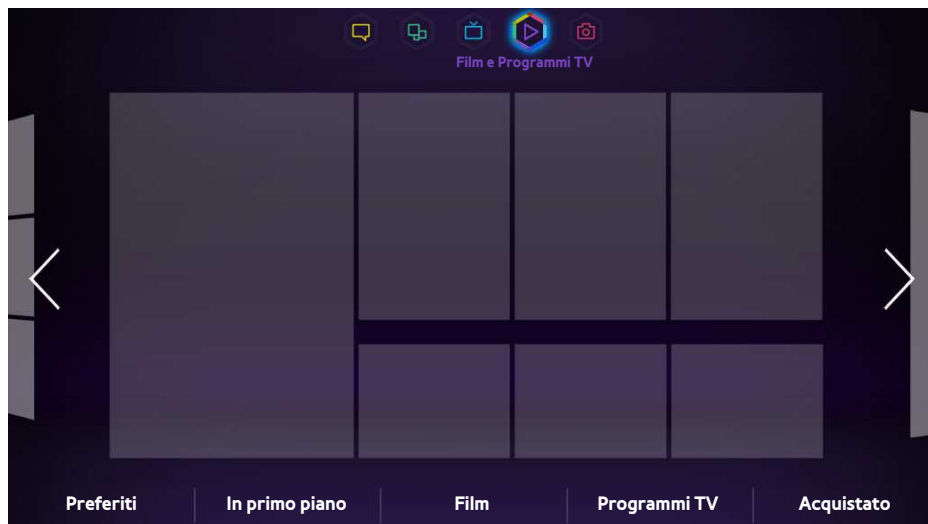 Film e Programmi TV
Preferiti
In primo piano
Film
Programmi TV
Acquistato